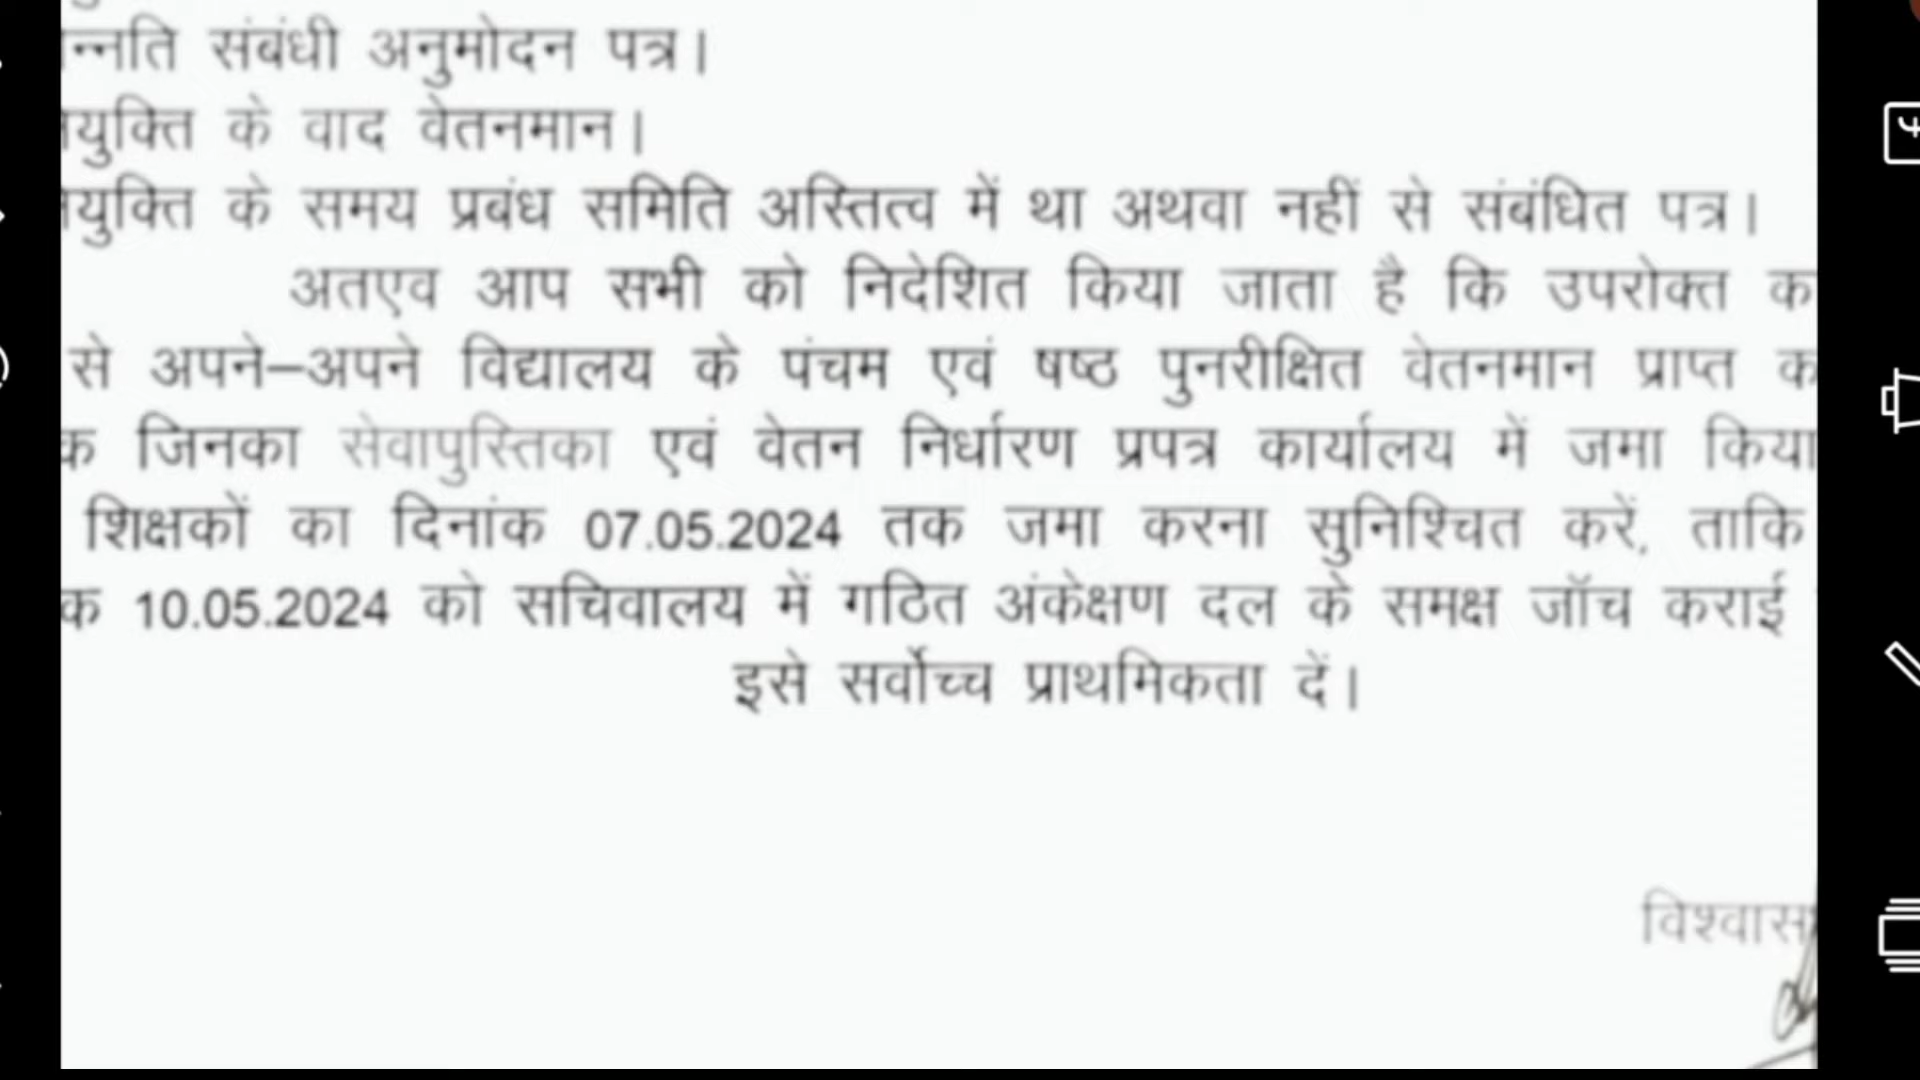 न्नति संबंधी अनुमोदन पत्र।
युक्ति के वाद वेतनमान।
युक्ति के समय प्रबंध समिति अस्तित्व में था अथवा नहीं से संबंधित पत्र।
अतएव आप सभी को निदेशित किया जाता है कि उपरोक्त क
से अपने–अपने विद्यालय के पंचम एवं षष्ठ पुनरीक्षित वेतनमान प्राप्त क
क जिनका सेवापुस्तिका एवं वेतन निर्धारण प्रपत्र कार्यालय में जमा किया
शिक्षकों का दिनांक 07.05.2024 तक जमा करना सुनिश्चित करें, ताकि
क 10.05.2024 को सचिवालय में गठित अंकेक्षण दल के समक्ष जॉच कराई
इसे सर्वोच्च प्राथमिकता दें।
विश्वास